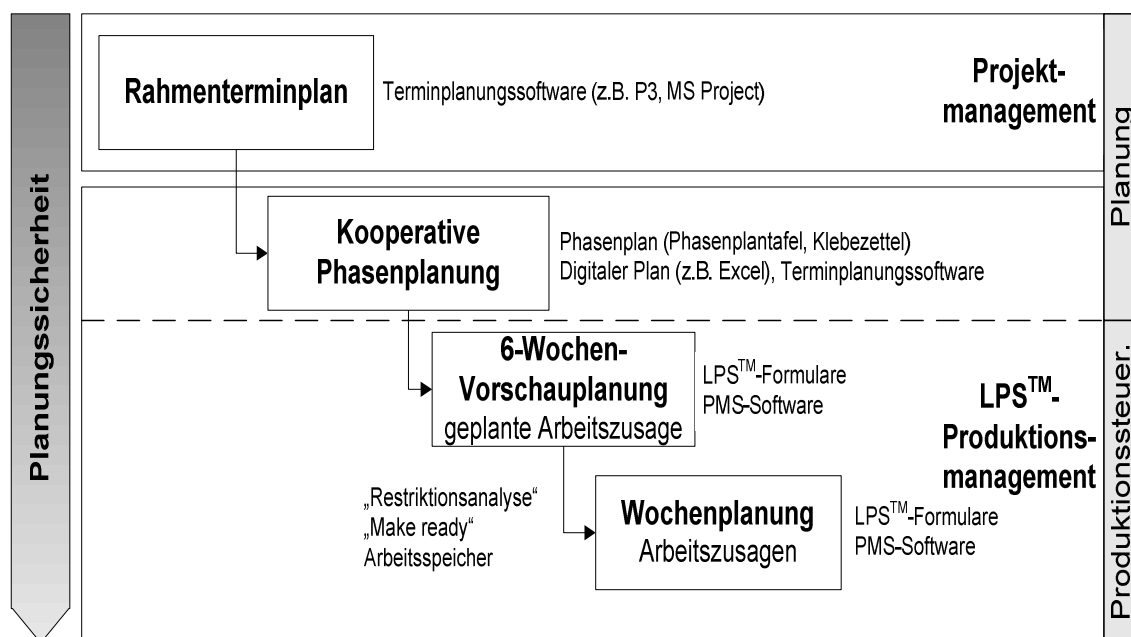 Planungssicherheit
Rahmenterminplan
Terminplanungssoftware (z.B. P3, MS Project)
Projekt-
management
Planung
Kooperative
Phasenplanung
Phasenplan (Phasenplantafel, Klebezettel)
Digitaler Plan (z.B. Excel), Terminplanungssoftware
6-Wochen-
Vorschauplanung
geplante Arbeitszusage
LPS™-Formulare
PMS-Software
LPS™-
Produktions-
management
Produktionssteuer.
„Restriktionsanalyse“
„Make ready“
Arbeitsspeicher
Wochenplanung
Arbeitszusagen
LPS™-Formulare
PMS-Software